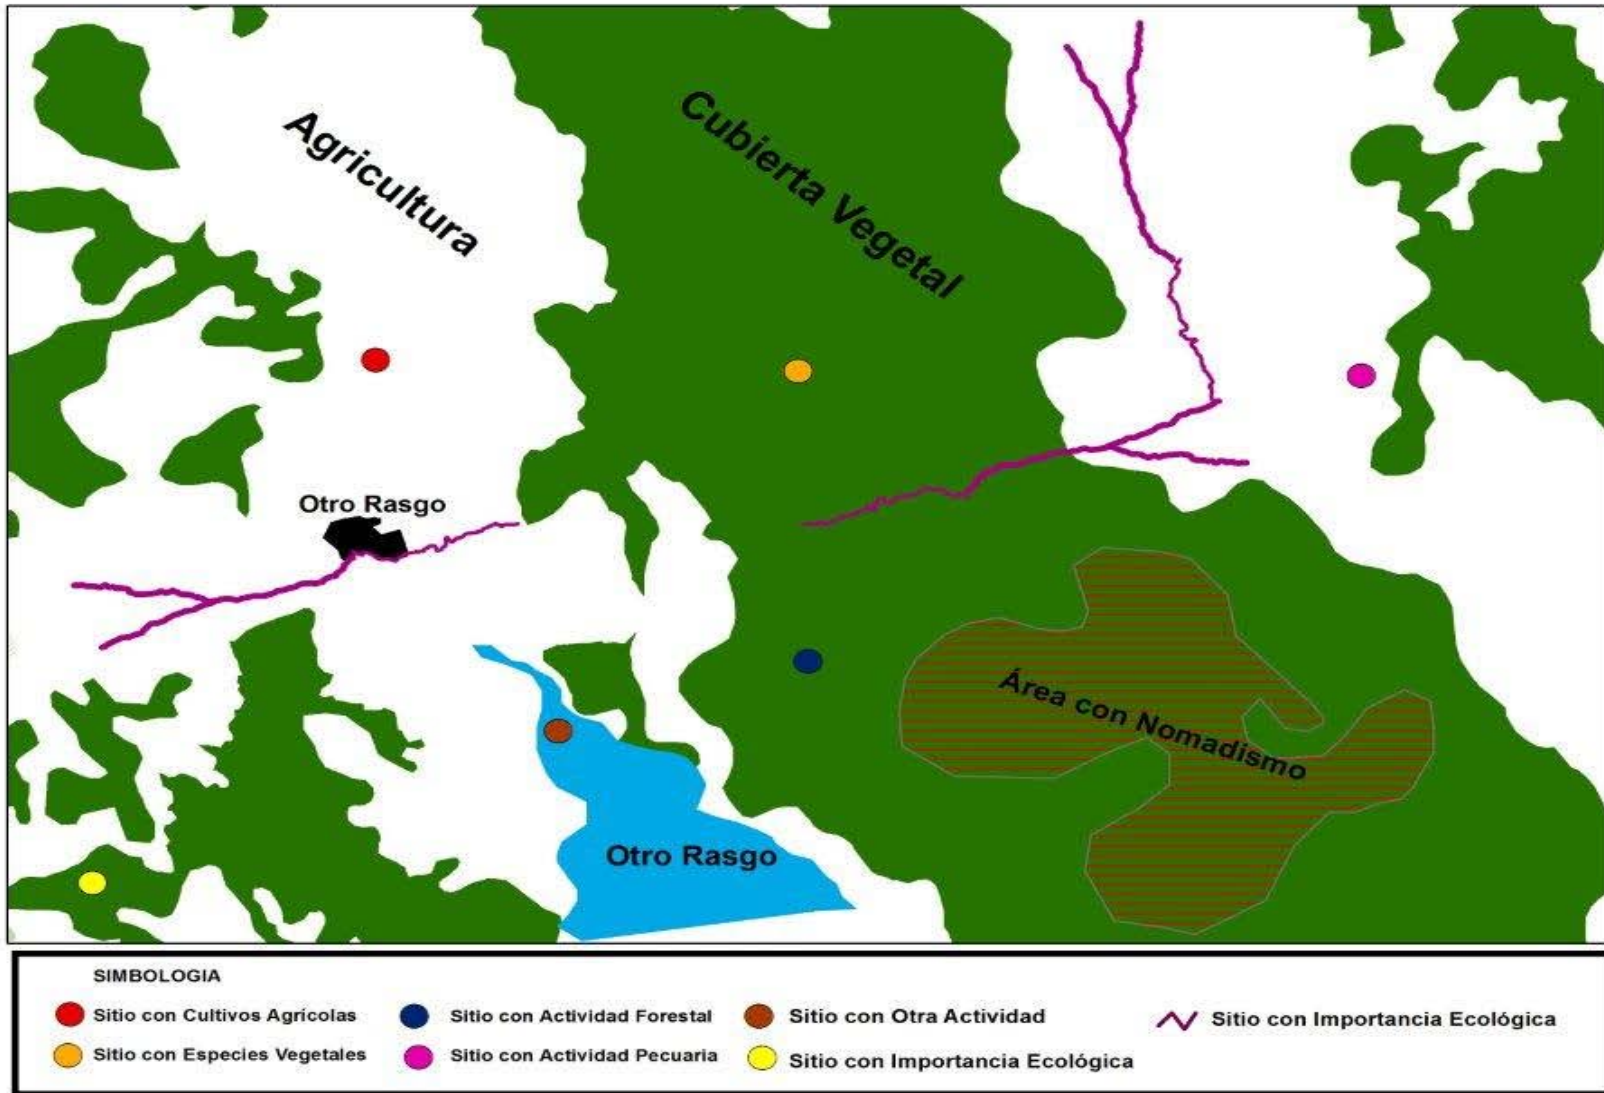 Agricultura
Cubierta Vegetal
Otro Rasgo
Área con Nomadismo
Otro Rasgo
SIMBOLOGIA
Sitio con Cultivos Agrícolas
Sitio con Actividad Forestal
Sitio con Otra Actividad
Sitio con Importancia Ecológica
Sitio con Especies Vegetales
Sitio con Actividad Pecuaria
Sitio con Importancia Ecológica